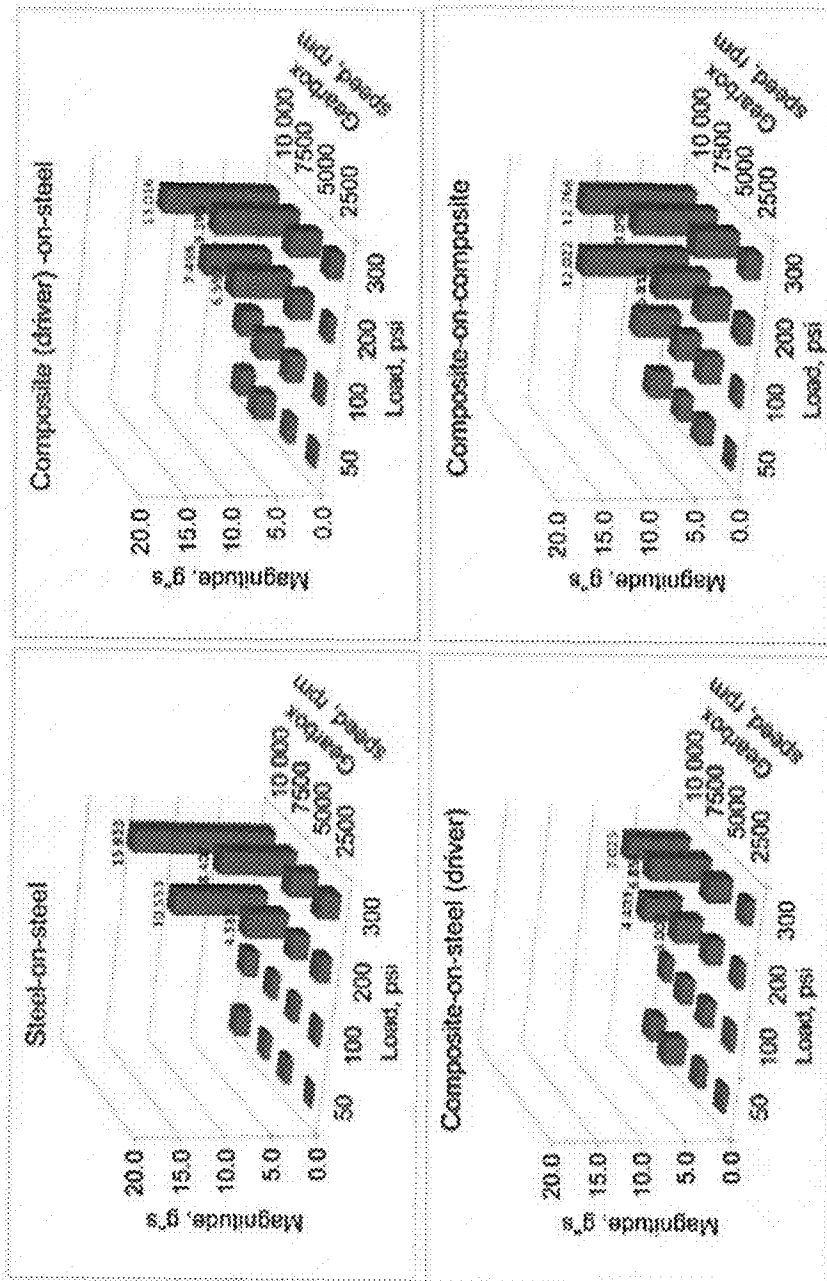 Steel-on-steel
20.0
15.0
10.0
5.0
0.0
Magnitude, g"s
50
100
200
300
Load, psi
2500
5000
7500
10 000
Gearbox
speed, rpm
Composite (driver) -on-steel
20.0
15.0
10.0
5.0
0.0
Magnitude, g"s
50
100
200
300
Load, psi
2500
5000
7500
10 000
Gearbox
speed, rpm
Composite-on-steel (driver)
20.0
15.0
10.0
5.0
0.0
Magnitude, g"s
50
100
200
300
Load, psi
2500
5000
7500
10 000
Gearbox
speed, rpm
Composite-on-composite
20.0
15.0
10.0
5.0
0.0
Magnitude, g"s
50
100
200
300
Load, psi
2500
5000
7500
10 000
Gearbox
speed, rpm